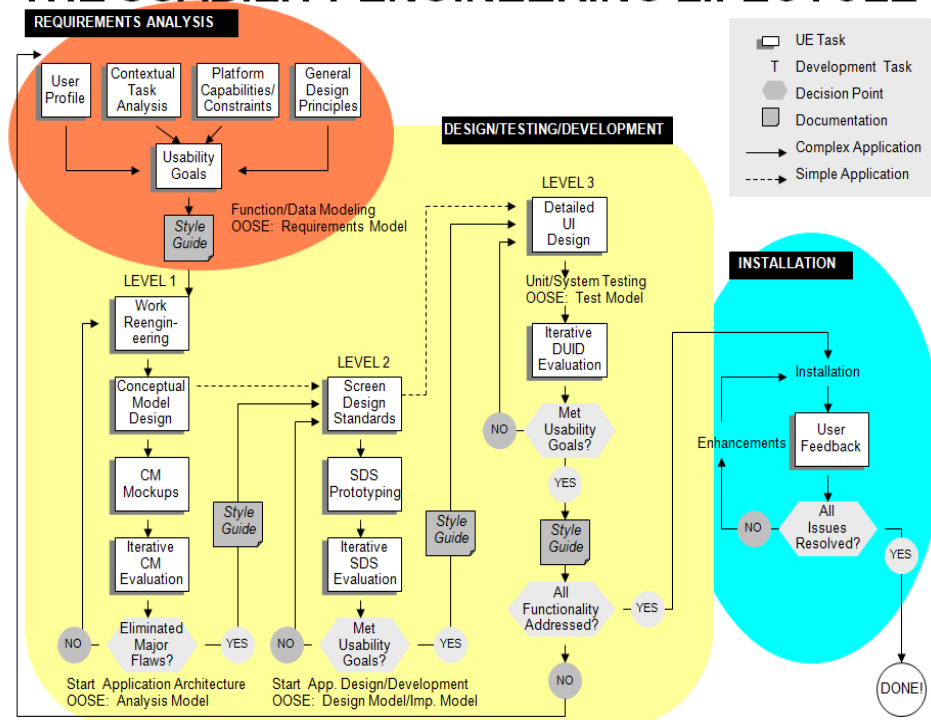 THE USABILITY ENGINEERING LIFECYCLE
REQUIREMENTS ANALYSIS
User
Profile
Contextual
Task
Analysis
Platform
Capabilities/
Constraints
General
Design
Principles
Usability
Goals
Style
Guide
Function/Data Modeling
OOSE: Requirements Model
UE Task
T Development Task
Decision Point
Documentation
Complex Application
Simple Application
DESIGN/TESTING/DEVELOPMENT
LEVEL 1
Work
Reengin-
eering
Conceptual
Model
Design
CM
Mockups
Iterative
CM
Evaluation
Eliminated
Major
Flaws?
NO
YES
Style
Guide
Start Application Architecture
OOSE: Analysis Model
LEVEL 2
Screen
Design
Standards
SDS
Prototyping
Iterative
SDS
Evaluation
Met
Usability
Goals?
NO
YES
Style
Guide
Start App. Design/Development
OOSE: Design Model/Imp. Model
LEVEL 3
Detailed
UI
Design
Unit/System Testing
OOSE: Test Model
Iterative
DUID
Evaluation
Met
Usability
Goals?
NO
YES
Style
Guide
All
Functionality
Addressed?
YES
NO
INSTALLATION
Installation
Enhancements
User
Feedback
All
Issues
Resolved?
NO
YES
DONE!